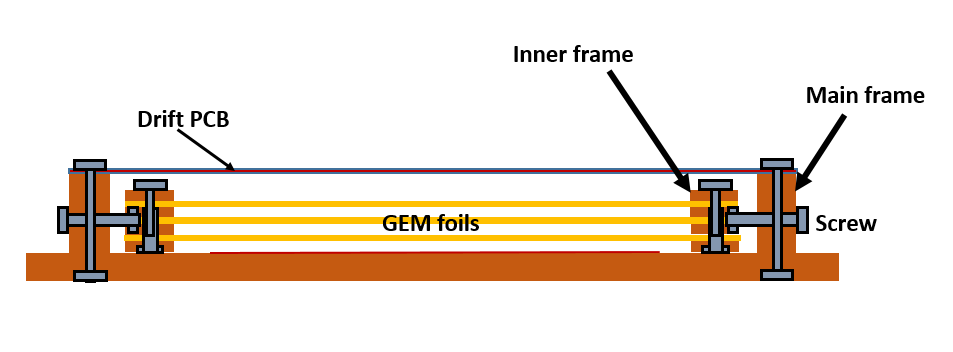 Inner frame
Main frame
Drift PCB
GEM foils
Screw